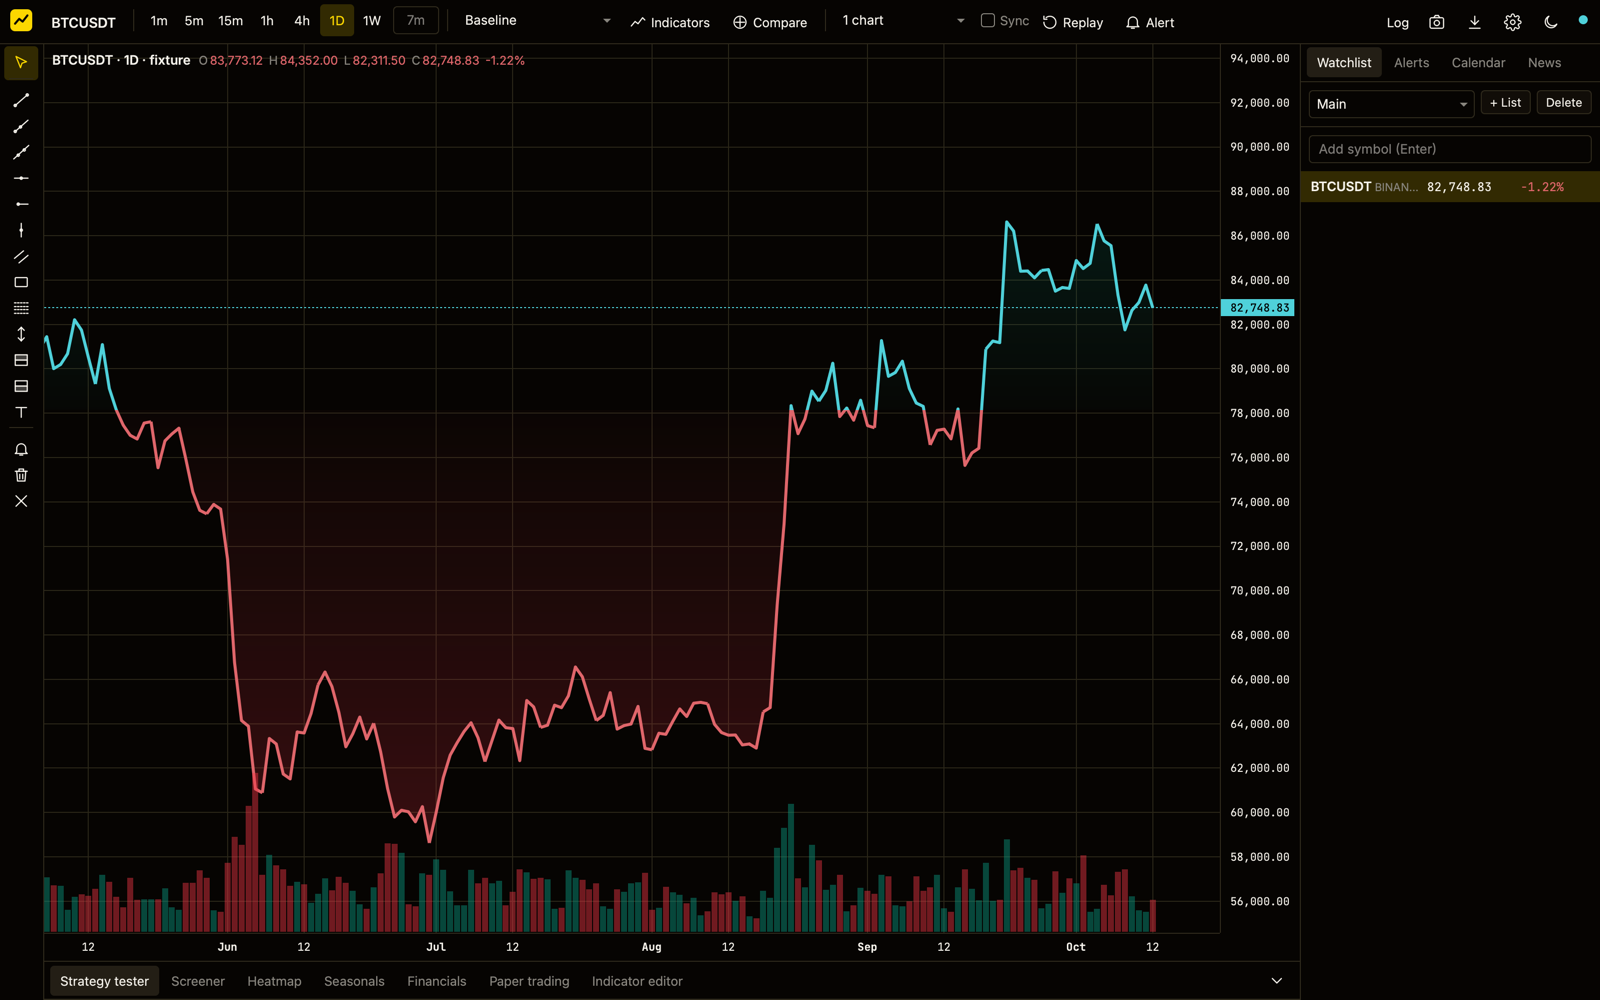 BTCUSDT 1m 5m 15m 1h 4h 1D 1W 7m Baseline Indicators Compare 1 chart Sync Replay Alert Log
BTCUSDT · 1D · fixture O 83,773.12 H 84,352.00 L 82,311.50 C 82,748.83 -1.22%
94,000.00
92,000.00
90,000.00
88,000.00
86,000.00
84,000.00
82,748.83
82,000.00
80,000.00
78,000.00
76,000.00
74,000.00
72,000.00
70,000.00
68,000.00
66,000.00
64,000.00
62,000.00
60,000.00
58,000.00
56,000.00
12 Jun 12 Jul 12 Aug 12 Sep 12 Oct 12
Watchlist Alerts Calendar News
Main + List Delete
Add symbol (Enter)
BTCUSDT BINAN... 82,748.83 -1.22%
Strategy tester Screener Heatmap Seasonals Financials Paper trading Indicator editor